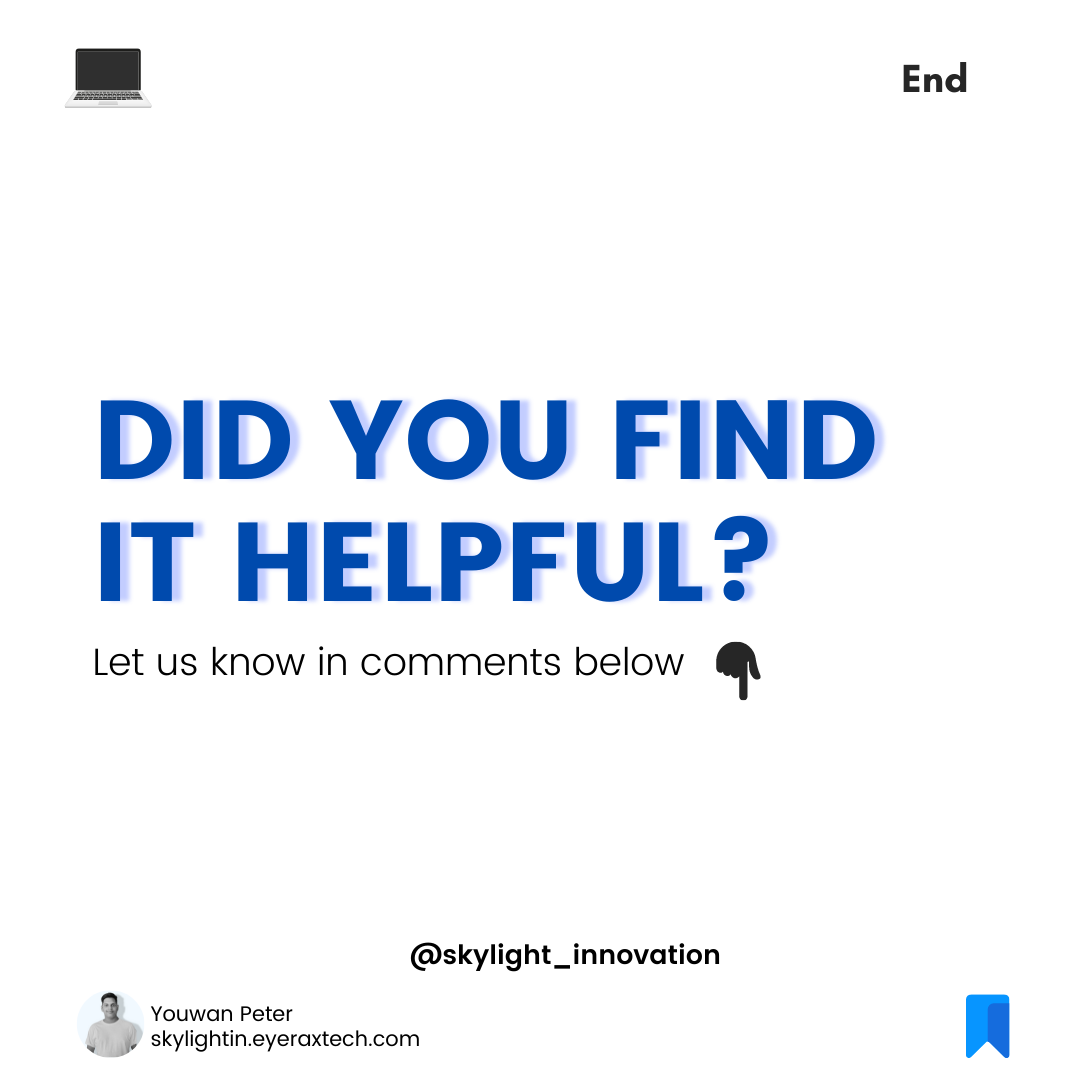 End
DID YOU FIND
IT HELPFUL?
Let us know in comments below
@skylight_innovation
Youwan Peter
skylightin.eyeraxtech.com